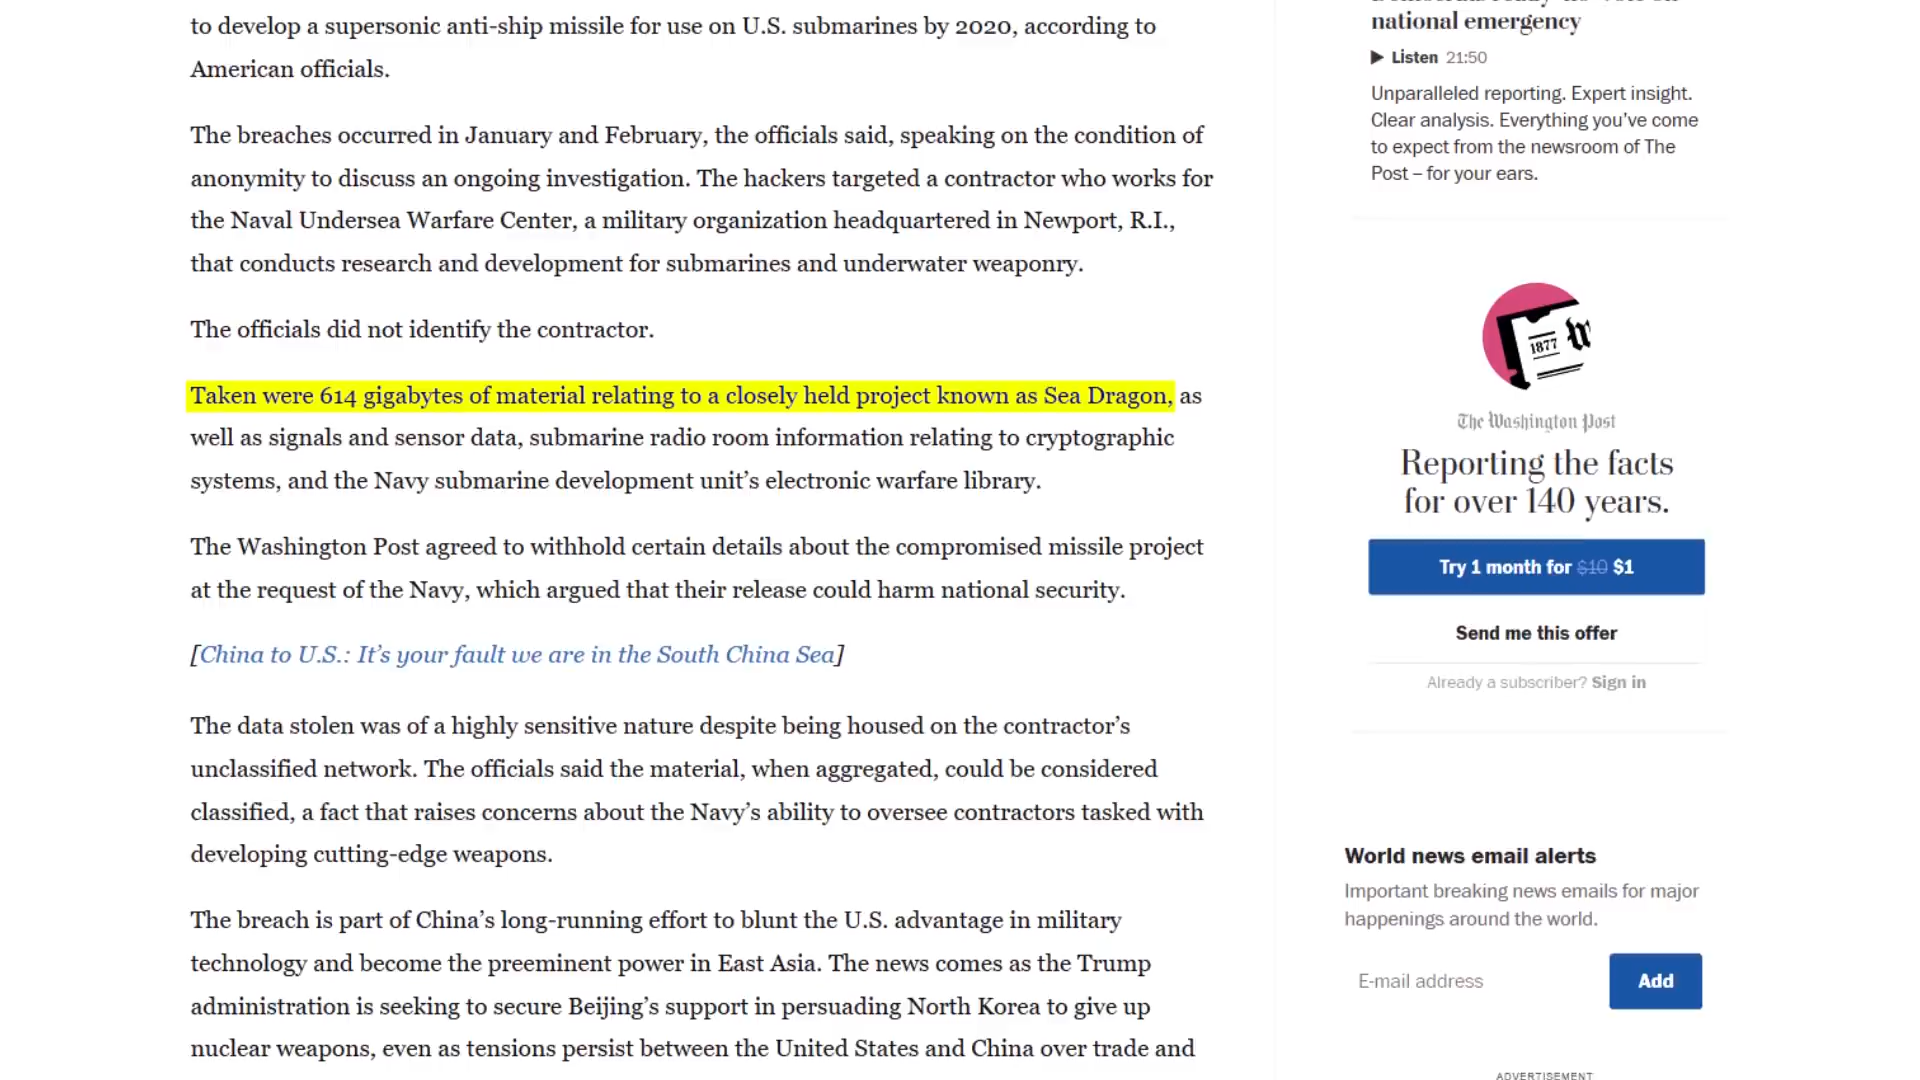 to develop a supersonic anti-ship missile for use on U.S. submarines by 2020, according to
American officials.
The breaches occurred in January and February, the officials said, speaking on the condition of
anonymity to discuss an ongoing investigation. The hackers targeted a contractor who works for
the Naval Undersea Warfare Center, a military organization headquartered in Newport, R.I.,
that conducts research and development for submarines and underwater weaponry.
The officials did not identify the contractor.
Taken were 614 gigabytes of material relating to a closely held project known as Sea Dragon, as
well as signals and sensor data, submarine radio room information relating to cryptographic
systems, and the Navy submarine development unit’s electronic warfare library.
The Washington Post agreed to withhold certain details about the compromised missile project
at the request of the Navy, which argued that their release could harm national security.
[China to U.S.: It’s your fault we are in the South China Sea]
The data stolen was of a highly sensitive nature despite being housed on the contractor’s
unclassified network. The officials said the material, when aggregated, could be considered
classified, a fact that raises concerns about the Navy’s ability to oversee contractors tasked with
developing cutting-edge weapons.
The breach is part of China’s long-running effort to blunt the U.S. advantage in military
technology and become the preeminent power in East Asia. The news comes as the Trump
administration is seeking to secure Beijing’s support in persuading North Korea to give up
nuclear weapons, even as tensions persist between the United States and China over trade and
national emergency
Listen 21:50
Unparalleled reporting. Expert insight.
Clear analysis. Everything you’ve come
to expect from the newsroom of The
Post – for your ears.
1877
The Washington Post
Reporting the facts
for over 140 years.
Try 1 month for $10 $1
Send me this offer
Already a subscriber? Sign in
World news email alerts
Important breaking news emails for major
happenings around the world.
E-mail address
Add
ADVERTISEMENT